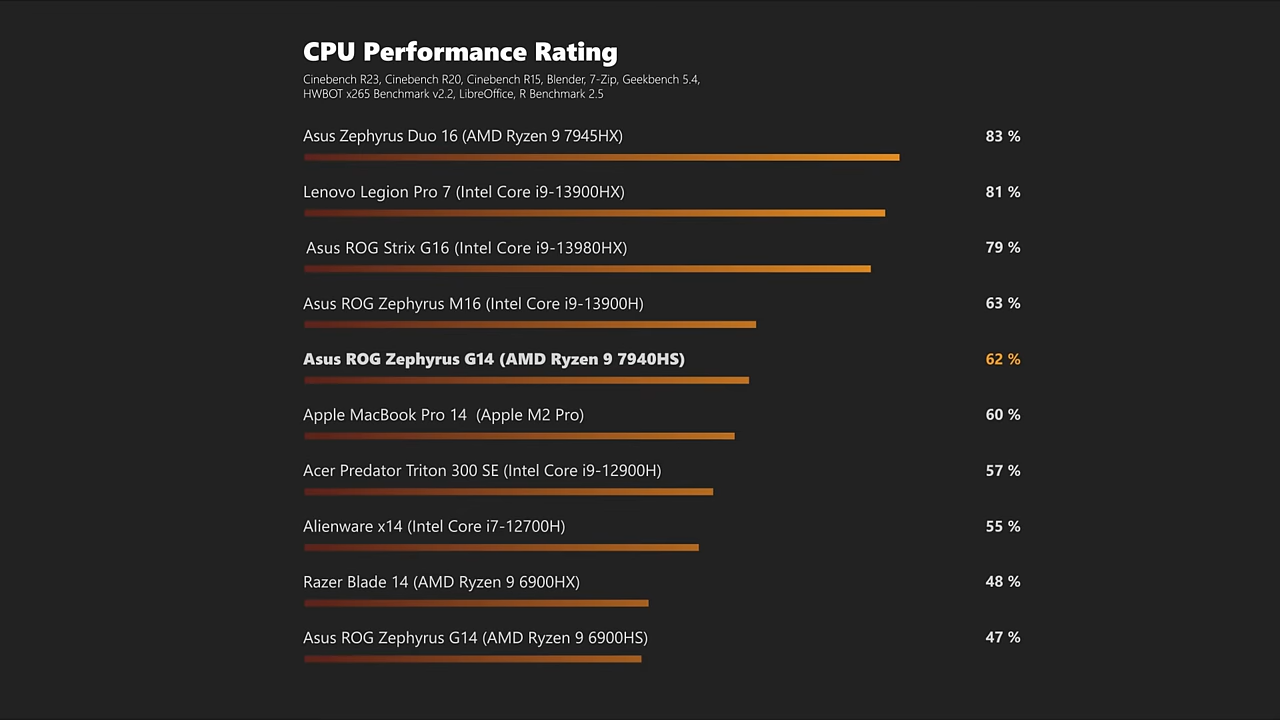 CPU Performance Rating
Cinebench R23, Cinebench R20, Cinebench R15, Blender, 7-Zip, Geekbench 5.4,
HWBOT x265 Benchmark v2.2, LibreOffice, R Benchmark 2.5
Asus Zephyrus Duo 16 (AMD Ryzen 9 7945HX) 83 %
Lenovo Legion Pro 7 (Intel Core i9-13900HX) 81 %
Asus ROG Strix G16 (Intel Core i9-13980HX) 79 %
Asus ROG Zephyrus M16 (Intel Core i9-13900H) 63 %
Asus ROG Zephyrus G14 (AMD Ryzen 9 7940HS) 62 %
Apple MacBook Pro 14 (Apple M2 Pro) 60 %
Acer Predator Triton 300 SE (Intel Core i9-12900H) 57 %
Alienware x14 (Intel Core i7-12700H) 55 %
Razer Blade 14 (AMD Ryzen 9 6900HX) 48 %
Asus ROG Zephyrus G14 (AMD Ryzen 9 6900HS) 47 %